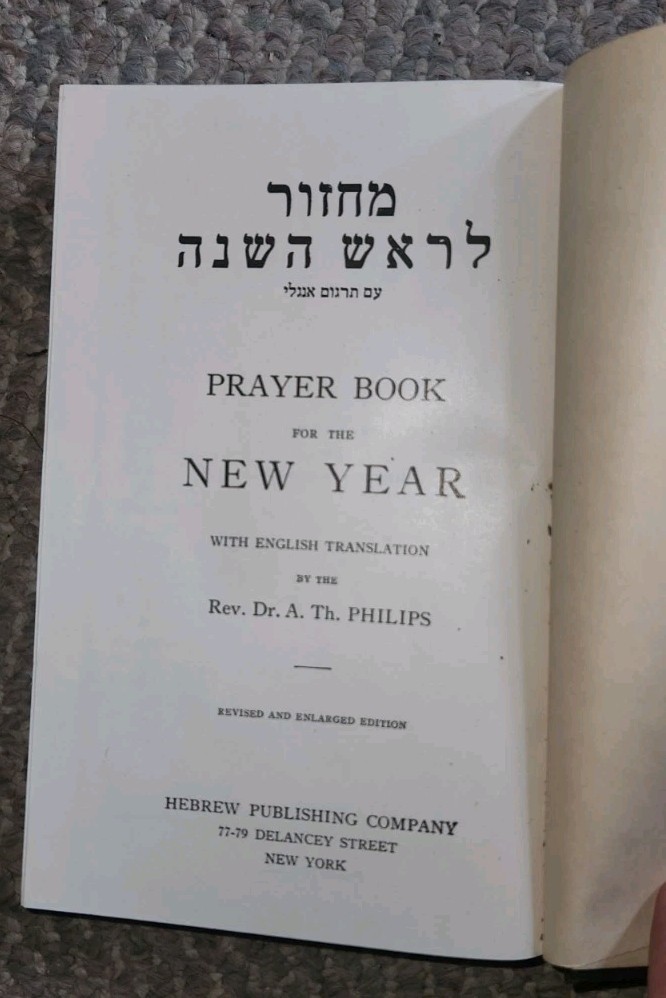 מחזור
לראש השנה
עם תרגום אנגלי
PRAYER BOOK
FOR THE
NEW YEAR
WITH ENGLISH TRANSLATION
BY THE
Rev. Dr. A. Th. PHILIPS
REVISED AND ENLARGED EDITION
HEBREW PUBLISHING COMPANY
77-79 DELANCEY STREET
NEW YORK